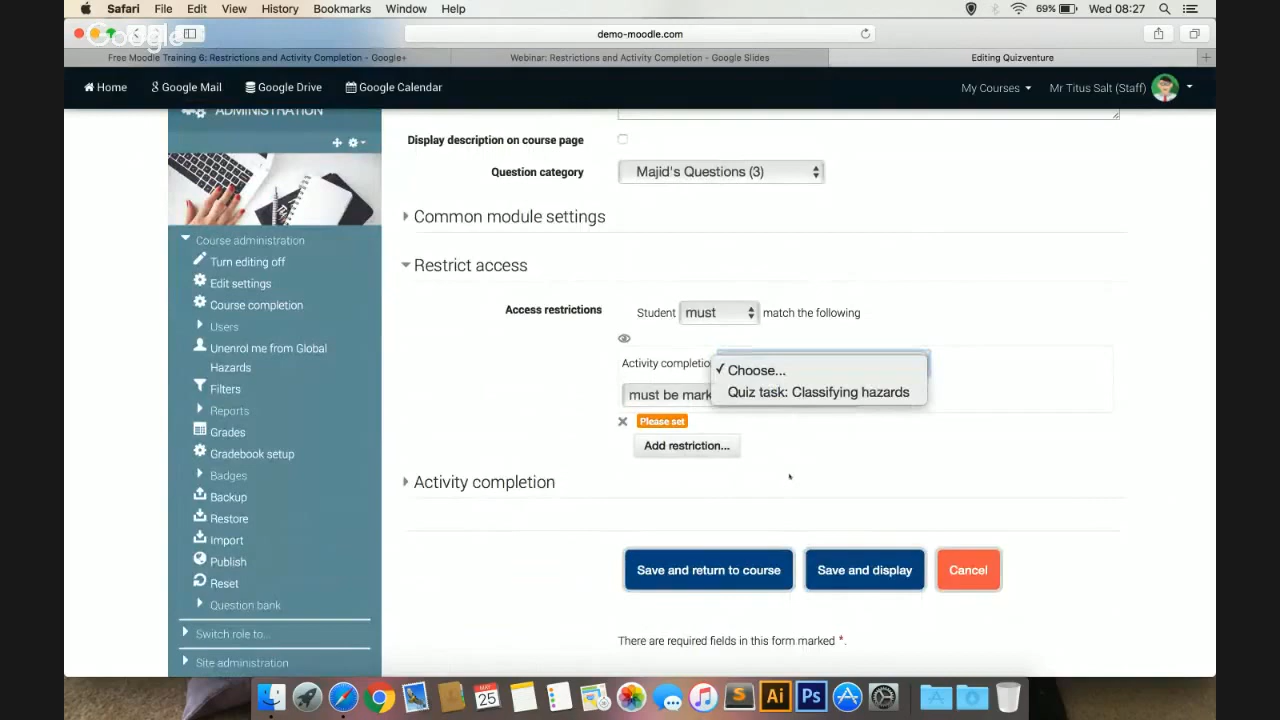 Safari File Edit View History Bookmarks Window Help 69% Wed 08:27
Google
demo-moodle.com
Free Moodle Training 6: Restrictions and Activity Completion - Google+ Webinar: Restrictions and Activity Completion - Google Slides Editing Quizventure
Home Google Mail Google Drive Google Calendar My Courses Mr Titus Salt (Staff)
ADMINISTRATION
Course administration
Turn editing off
Edit settings
Course completion
Users
Unenrol me from Global
Hazards
Filters
Reports
Grades
Gradebook setup
Badges
Backup
Restore
Import
Publish
Reset
Question bank
Switch role to...
Site administration
Display description on course page
Question category Majid's Questions (3)
Common module settings
Restrict access
Access restrictions Student must match the following
Activity completio
✓ Choose...
Quiz task: Classifying hazards
must be mark
Please set
Add restriction...
Activity completion
Save and return to course Save and display Cancel
There are required fields in this form marked *.
MAY
25
Ai Ps